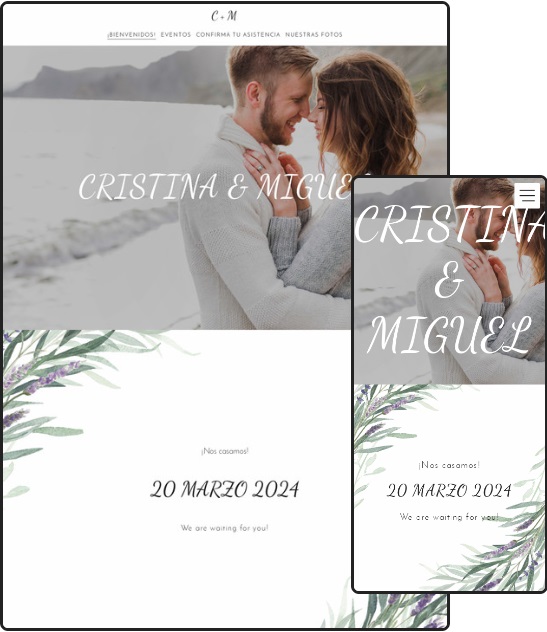 C + M
¡BIENVENIDOS! EVENTOS CONFIRMA TU ASISTENCIA NUESTRAS FOTOS
CRISTINA & MIGUE
¡Nos casamos!
20 MARZO 2024
We are waiting for you!
CRISTINA
&
MIGUEL
¡Nos casamos!
20 MARZO 2024
We are waiting for you!